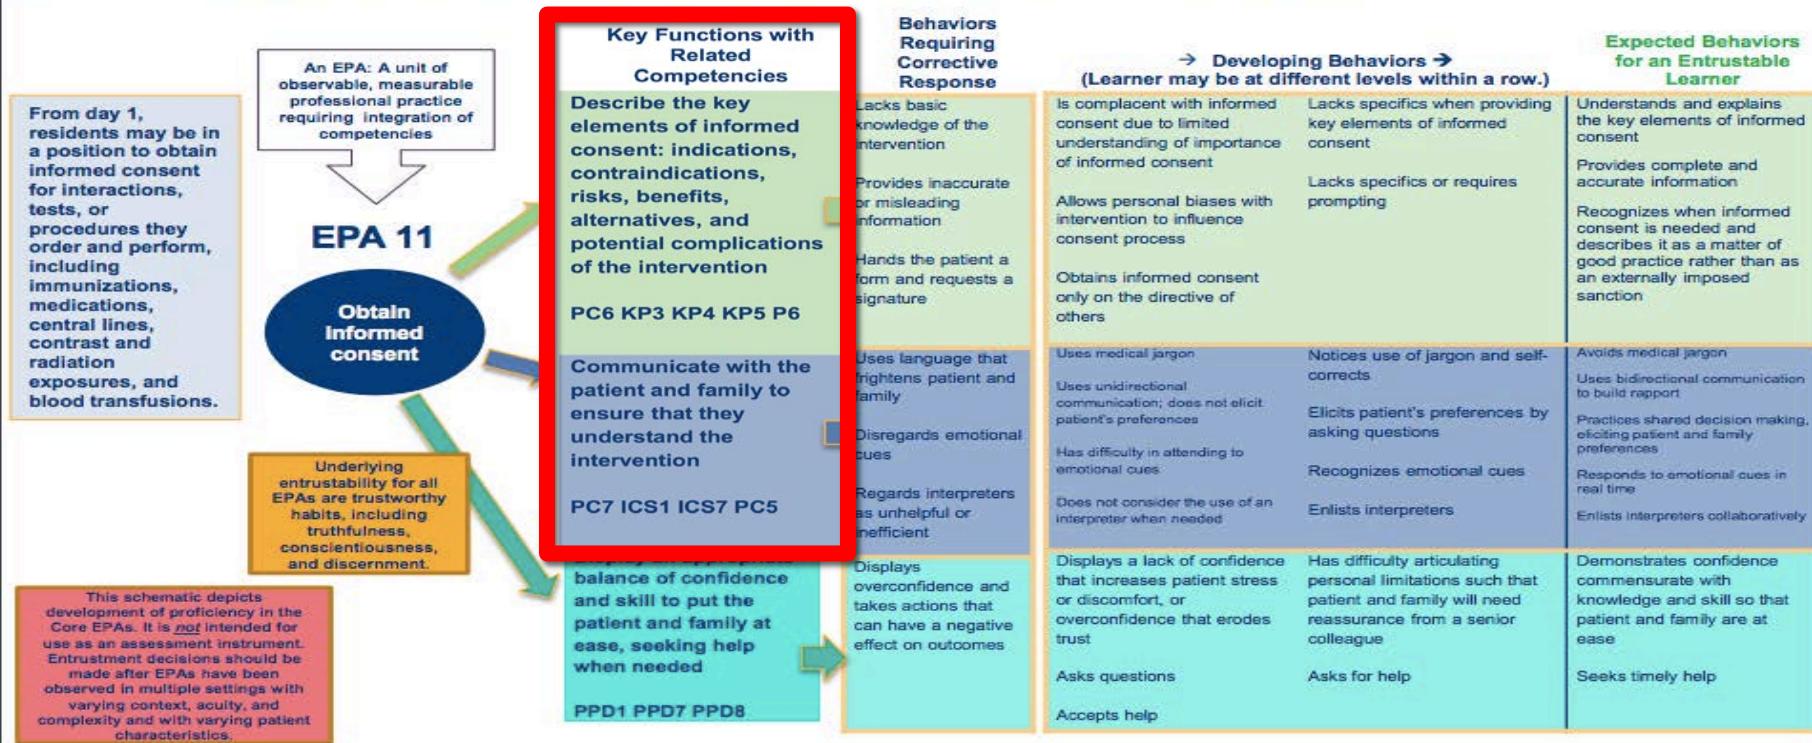 From day 1,
residents may be in
a position to obtain
informed consent
for interactions,
tests, or
procedures they
order and perform,
including
immunizations,
medications,
central lines,
contrast and
radiation
exposures, and
blood transfusions.
An EPA: A unit of
observable, measurable
professional practice
requiring integration of
competencies
EPA 11
Obtain
informed
consent
Underlying
entrustability for all
EPAs are trustworthy
habits, including
truthfulness,
conscientiousness,
and discernment.
This schematic depicts
development of proficiency in the
Core EPAs. It is not intended for
use as an assessment instrument.
Entrustment decisions should be
made after EPAs have been
observed in multiple settings with
varying context, acuity, and
complexity and with varying patient
characteristics.
Key Functions with
Related
Competencies
Describe the key
elements of informed
consent: indications,
contraindications,
risks, benefits,
alternatives, and
potential complications
of the intervention
PC6 KP3 KP4 KP5 P6
Communicate with the
patient and family to
ensure that they
understand the
intervention
PC7 ICS1 ICS7 PC5
balance of confidence
and skill to put the
patient and family at
ease, seeking help
when needed
PPD1 PPD7 PPD8
Behaviors
Requiring
Corrective
Response
Lacks basic
knowledge of the
intervention
Provides inaccurate
or misleading
information
Hands the patient a
form and requests a
signature
Uses language that
frightens patient and
family
Disregards emotional
cues
Regards interpreters
as unhelpful or
inefficient
Displays
overconfidence and
takes actions that
can have a negative
effect on outcomes
→ Developing Behaviors →
(Learner may be at different levels within a row.)
Is complacent with informed
consent due to limited
understanding of importance
of informed consent
Allows personal biases with
intervention to influence
consent process
Obtains informed consent
only on the directive of
others
Uses medical jargon
Uses unidirectional
communication; does not elicit
patient's preferences
Has difficulty in attending to
emotional cues
Does not consider the use of an
interpreter when needed
Displays a lack of confidence
that increases patient stress
or discomfort, or
overconfidence that erodes
trust
Asks questions
Accepts help
Lacks specifics when providing
key elements of informed
consent
Lacks specifics or requires
prompting
Notices use of jargon and self-
corrects
Elicits patient's preferences by
asking questions
Recognizes emotional cues
Enlists interpreters
Has difficulty articulating
personal limitations such that
patient and family will need
reassurance from a senior
colleague
Asks for help
Expected Behaviors
for an Entrustable
Learner
Understands and explains
the key elements of informed
consent
Provides complete and
accurate information
Recognizes when informed
consent is needed and
describes it as a matter of
good practice rather than as
an externally imposed
sanction
Avoids medical jargon
Uses bidirectional communication
to build rapport
Practices shared decision making,
eliciting patient and family
preferences
Responds to emotional cues in
real time
Enlists interpreters collaboratively
Demonstrates confidence
commensurate with
knowledge and skill so that
patient and family are at
ease
Seeks timely help